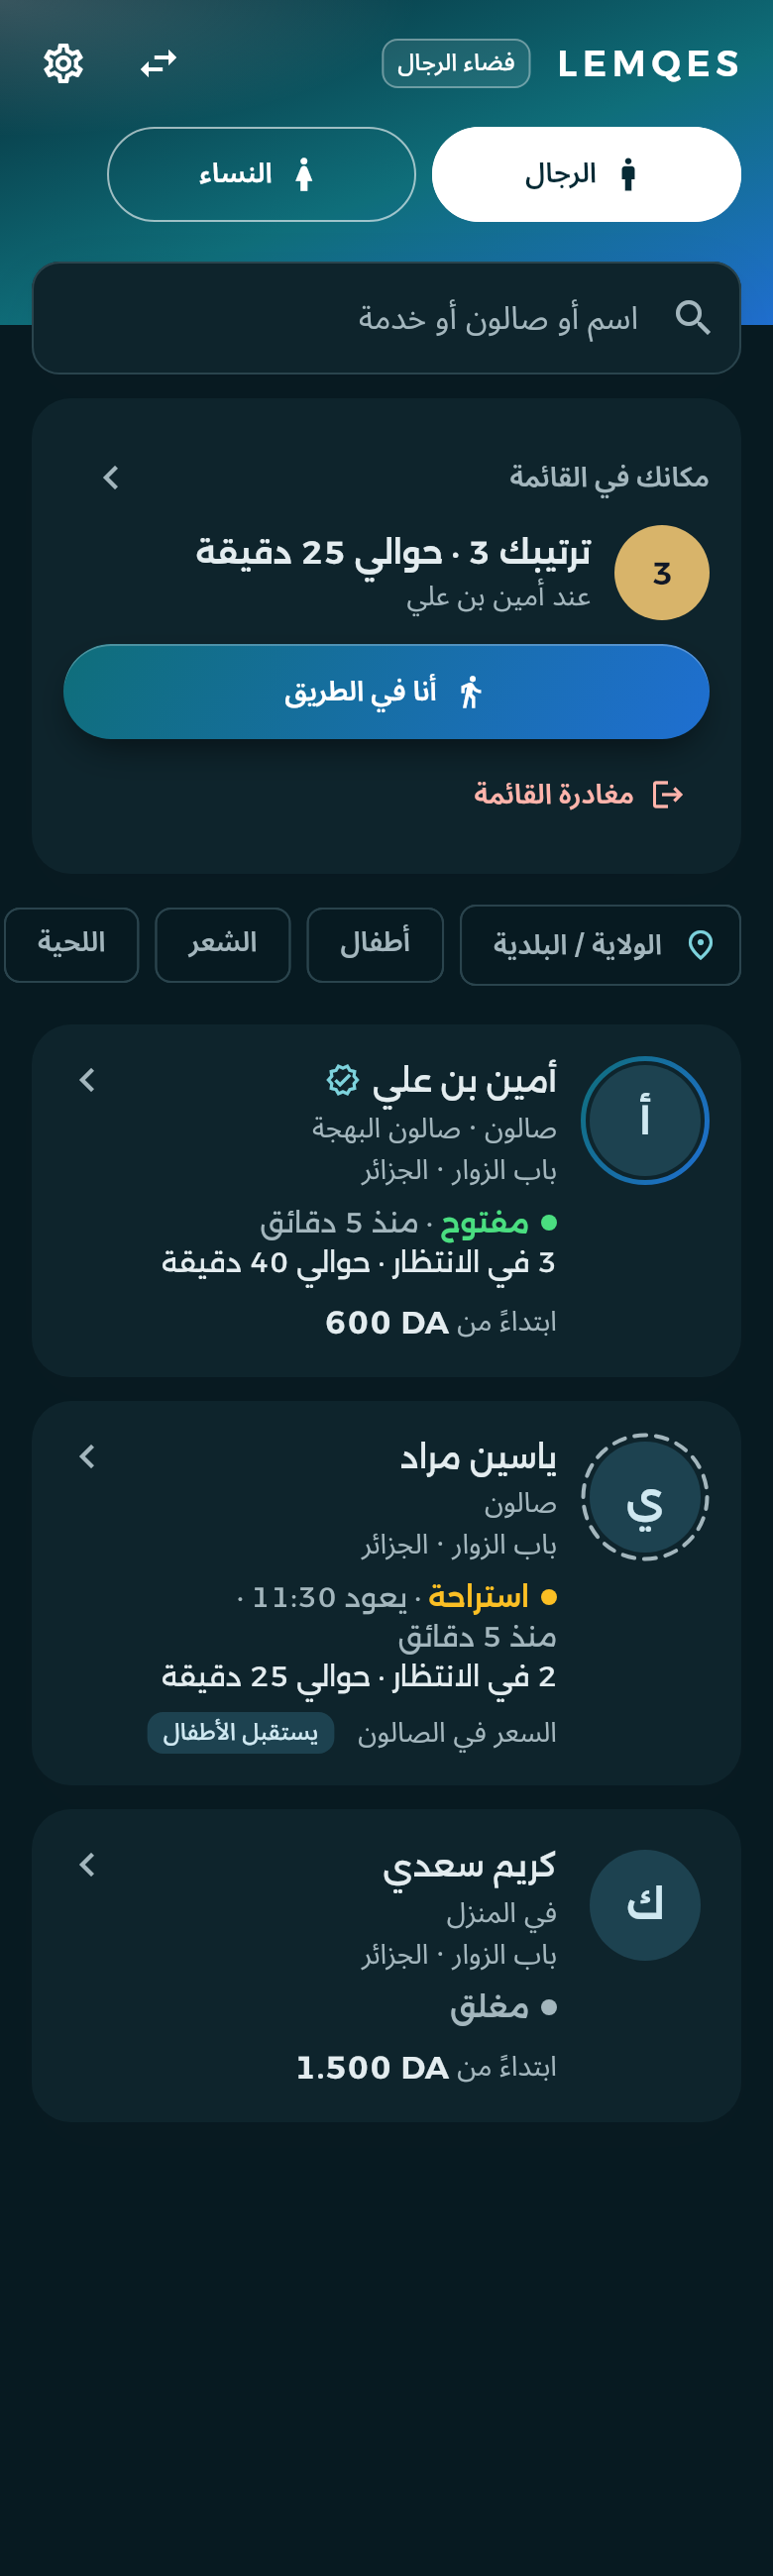 LEMQES
فضاء الرجال
الرجال
النساء
اسم أو صالون أو خدمة
مكانك في القائمة
3
ترتيبك 3 · حوالي 25 دقيقة
عند أمين بن علي
أنا في الطريق
مغادرة القائمة
الولاية / البلدية
أطفال
الشعر
اللحية
أ
أمين بن علي
صالون · صالون البهجة
باب الزوار · الجزائر
مفتوح · منذ 5 دقائق
3 في الانتظار · حوالي 40 دقيقة
ابتداءً من 600 DA
ي
ياسين مراد
صالون
باب الزوار · الجزائر
استراحة · يعود 11:30 ·
منذ 5 دقائق
2 في الانتظار · حوالي 25 دقيقة
السعر في الصالون
يستقبل الأطفال
ك
كريم سعدي
في المنزل
باب الزوار · الجزائر
مغلق
ابتداءً من 1.500 DA